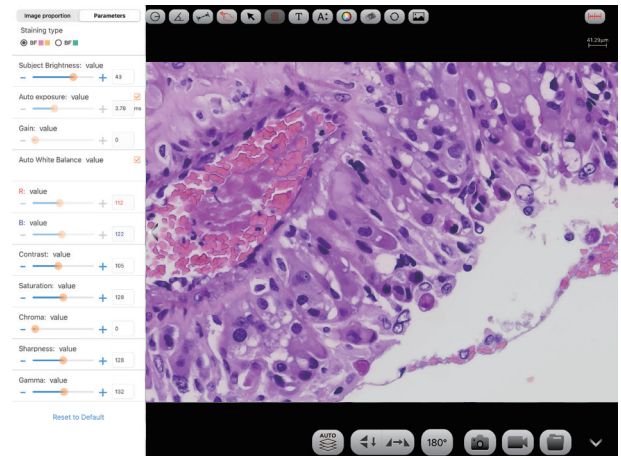 Image proportion Parameters
Staining type
BF BF
Subject Brightness: value
43
Auto exposure: value
3.78 ms
Gain: value
0
Auto White Balance value
R: value
112
B: value
122
Contrast: value
105
Saturation: value
128
Chroma: value
0
Sharpness: value
128
Gamma: value
132
Reset to Default
T A
41.29μm
AUTO
180°